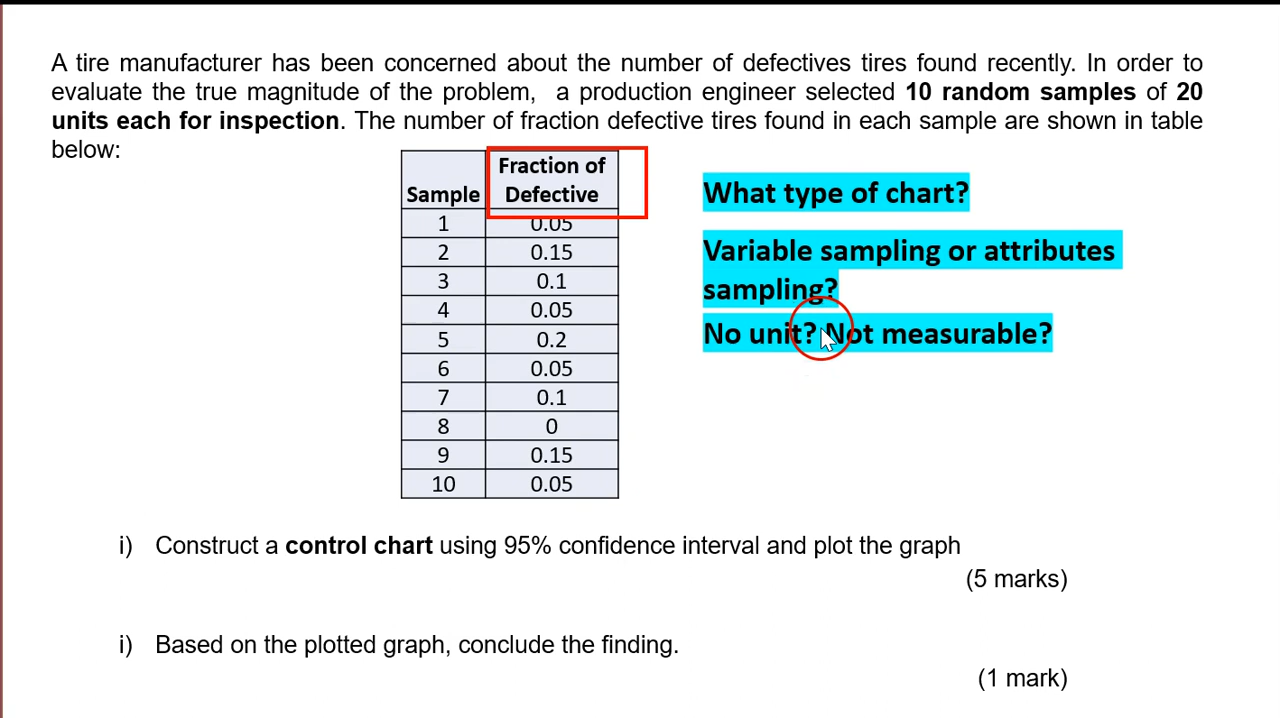 A tire manufacturer has been concerned about the number of defectives tires found recently. In order to
evaluate the true magnitude of the problem, a production engineer selected 10 random samples of 20
units each for inspection. The number of fraction defective tires found in each sample are shown in table
below:
Sample Fraction of Defective
1 0.05
2 0.15
3 0.1
4 0.05
5 0.2
6 0.05
7 0.1
8 0
9 0.15
10 0.05
What type of chart?
Variable sampling or attributes
sampling?
No unit? Not measurable?
i) Construct a control chart using 95% confidence interval and plot the graph
(5 marks)
i) Based on the plotted graph, conclude the finding.
(1 mark)